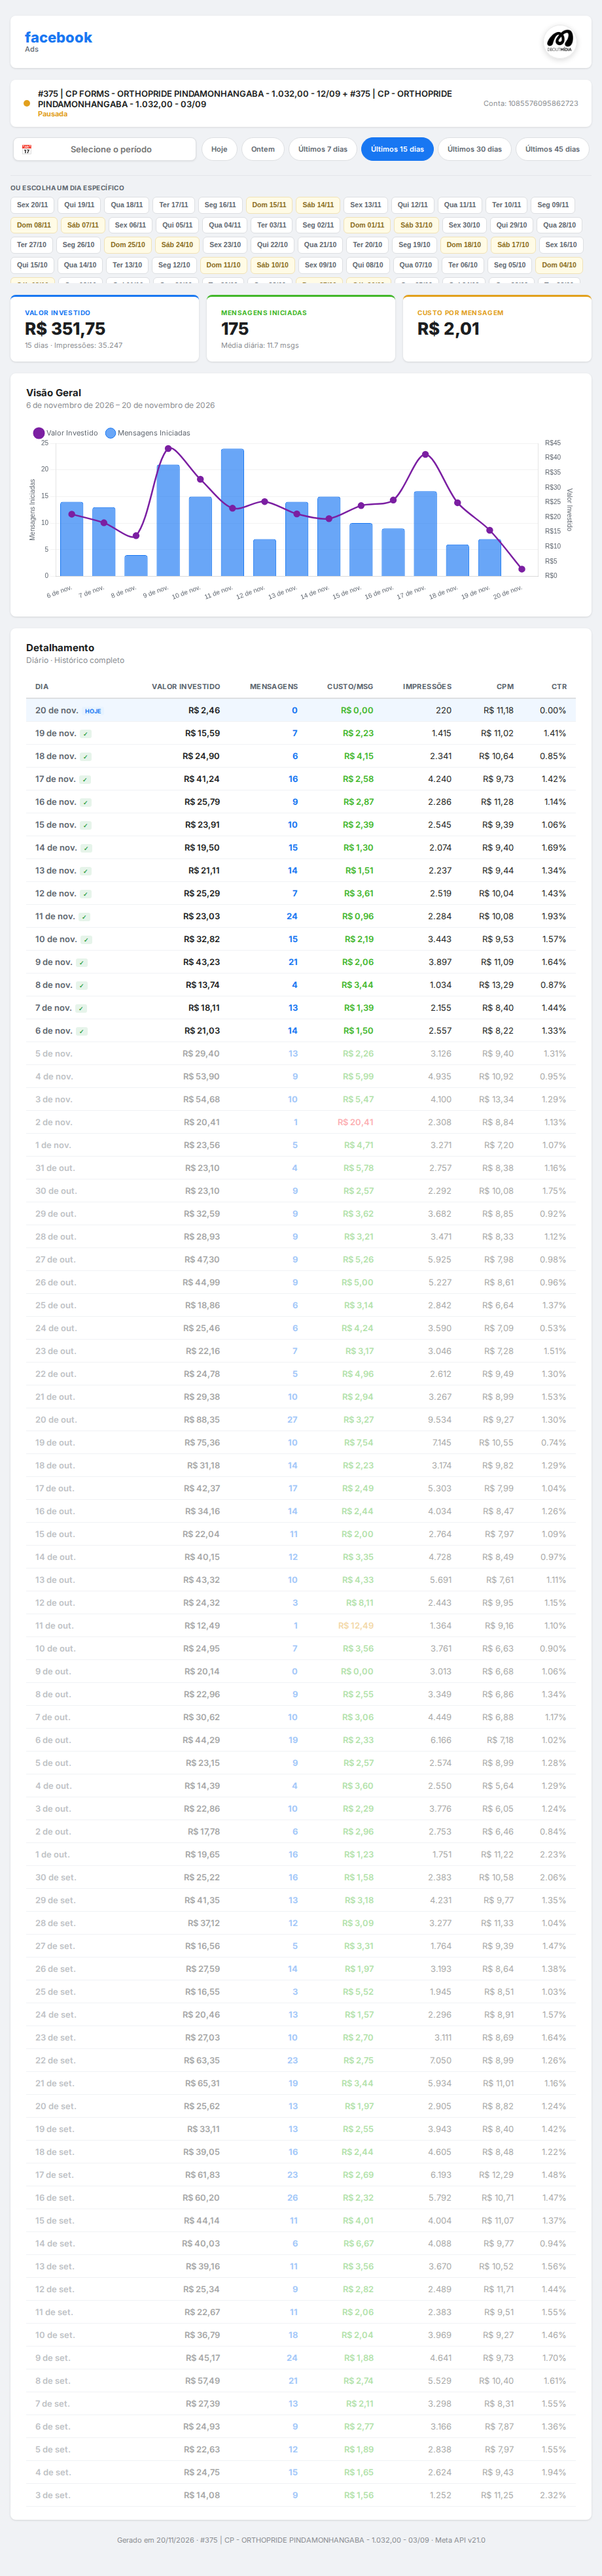 facebook
Ads
#375 | CP FORMS - ORTHOPRIDE PINDAMONHANGABA - 1.032,00 - 12/09 + #375 | CP - ORTHOPRIDE
PINDAMONHANGABA - 1.032,00 - 03/09
Pausada
Conta: 1085576095862723
Selecione o período
Hoje
Ontem
Últimos 7 dias
Últimos 15 dias
Últimos 30 dias
Últimos 45 dias
OU ESCOLHA UM DIA ESPECÍFICO
Sex 20/11 Qui 19/11 Qua 18/11 Ter 17/11 Seg 16/11 Dom 15/11 Sáb 14/11 Sex 13/11 Qui 12/11 Qua 11/11 Ter 10/11 Seg 09/11
Dom 08/11 Sáb 07/11 Sex 06/11 Qui 05/11 Qua 04/11 Ter 03/11 Seg 02/11 Dom 01/11 Sáb 31/10 Sex 30/10 Qui 29/10 Qua 28/10
Ter 27/10 Seg 26/10 Dom 25/10 Sáb 24/10 Sex 23/10 Qui 22/10 Qua 21/10 Ter 20/10 Seg 19/10 Dom 18/10 Sáb 17/10 Sex 16/10
Qui 15/10 Qua 14/10 Ter 13/10 Seg 12/10 Dom 11/10 Sáb 10/10 Sex 09/10 Qui 08/10 Qua 07/10 Ter 06/10 Seg 05/10 Dom 04/10
VALOR INVESTIDO
R$ 351,75
15 dias · Impressões: 35.247
MENSAGENS INICIADAS
175
Média diária: 11.7 msgs
CUSTO POR MENSAGEM
R$ 2,01
Visão Geral
6 de novembro de 2026 – 20 de novembro de 2026
Valor Investido Mensagens Iniciadas
Mensagens Iniciadas
25
20
15
10
5
0
R$45
R$40
R$35
R$30
R$25
R$20
R$15
R$10
R$5
R$0
Valor Investido
6 de nov. 7 de nov. 8 de nov. 9 de nov. 10 de nov. 11 de nov. 12 de nov. 13 de nov. 14 de nov. 15 de nov. 16 de nov. 17 de nov. 18 de nov. 19 de nov. 20 de nov.
Detalhamento
Diário · Histórico completo
DIA VALOR INVESTIDO MENSAGENS CUSTO/MSG IMPRESSÕES CPM CTR
20 de nov. HOJE R$ 2,46 0 R$ 0,00 220 R$ 11,18 0.00%
19 de nov. ✓ R$ 15,59 7 R$ 2,23 1.415 R$ 11,02 1.41%
18 de nov. ✓ R$ 24,90 6 R$ 4,15 2.341 R$ 10,64 0.85%
17 de nov. ✓ R$ 41,24 16 R$ 2,58 4.240 R$ 9,73 1.42%
16 de nov. ✓ R$ 25,79 9 R$ 2,87 2.286 R$ 11,28 1.14%
15 de nov. ✓ R$ 23,91 10 R$ 2,39 2.545 R$ 9,39 1.06%
14 de nov. ✓ R$ 19,50 15 R$ 1,30 2.074 R$ 9,40 1.69%
13 de nov. ✓ R$ 21,11 14 R$ 1,51 2.237 R$ 9,44 1.34%
12 de nov. ✓ R$ 25,29 7 R$ 3,61 2.519 R$ 10,04 1.43%
11 de nov. ✓ R$ 23,03 24 R$ 0,96 2.284 R$ 10,08 1.93%
10 de nov. ✓ R$ 32,82 15 R$ 2,19 3.443 R$ 9,53 1.57%
9 de nov. ✓ R$ 43,23 21 R$ 2,06 3.897 R$ 11,09 1.64%
8 de nov. ✓ R$ 13,74 4 R$ 3,44 1.034 R$ 13,29 0.87%
7 de nov. ✓ R$ 18,11 13 R$ 1,39 2.155 R$ 8,40 1.44%
6 de nov. ✓ R$ 21,03 14 R$ 1,50 2.557 R$ 8,22 1.33%
5 de nov. R$ 29,40 13 R$ 2,26 3.126 R$ 9,40 1.31%
4 de nov. R$ 53,90 9 R$ 5,99 4.935 R$ 10,92 0.95%
3 de nov. R$ 54,68 10 R$ 5,47 4.100 R$ 13,34 1.29%
2 de nov. R$ 20,41 1 R$ 20,41 2.308 R$ 8,84 1.13%
1 de nov. R$ 23,56 5 R$ 4,71 3.271 R$ 7,20 1.07%
31 de out. R$ 23,10 4 R$ 5,78 2.757 R$ 8,38 1.16%
30 de out. R$ 23,10 9 R$ 2,57 2.292 R$ 10,08 1.75%
29 de out. R$ 32,59 9 R$ 3,62 3.682 R$ 8,85 0.92%
28 de out. R$ 28,93 9 R$ 3,21 3.471 R$ 8,33 1.12%
27 de out. R$ 47,30 9 R$ 5,26 5.925 R$ 7,98 0.98%
26 de out. R$ 44,99 9 R$ 5,00 5.227 R$ 8,61 0.96%
25 de out. R$ 18,86 6 R$ 3,14 2.842 R$ 6,64 1.37%
24 de out. R$ 25,46 6 R$ 4,24 3.590 R$ 7,09 0.53%
23 de out. R$ 22,16 7 R$ 3,17 3.046 R$ 7,28 1.51%
22 de out. R$ 24,78 5 R$ 4,96 2.612 R$ 9,49 1.30%
21 de out. R$ 29,38 10 R$ 2,94 3.267 R$ 8,99 1.53%
20 de out. R$ 88,35 27 R$ 3,27 9.534 R$ 9,27 1.30%
19 de out. R$ 75,36 10 R$ 7,54 7.145 R$ 10,55 0.74%
18 de out. R$ 31,18 14 R$ 2,23 3.174 R$ 9,82 1.29%
17 de out. R$ 42,37 17 R$ 2,49 5.303 R$ 7,99 1.04%
16 de out. R$ 34,16 14 R$ 2,44 4.034 R$ 8,47 1.26%
15 de out. R$ 22,04 11 R$ 2,00 2.764 R$ 7,97 1.09%
14 de out. R$ 40,15 12 R$ 3,35 4.728 R$ 8,49 0.97%
13 de out. R$ 43,32 10 R$ 4,33 5.691 R$ 7,61 1.11%
12 de out. R$ 24,32 3 R$ 8,11 2.443 R$ 9,95 1.15%
11 de out. R$ 12,49 1 R$ 12,49 1.364 R$ 9,16 1.10%
10 de out. R$ 24,95 7 R$ 3,56 3.761 R$ 6,63 0.90%
9 de out. R$ 20,14 0 R$ 0,00 3.013 R$ 6,68 1.06%
8 de out. R$ 22,96 9 R$ 2,55 3.349 R$ 6,86 1.34%
7 de out. R$ 30,62 10 R$ 3,06 4.449 R$ 6,88 1.17%
6 de out. R$ 44,29 19 R$ 2,33 6.166 R$ 7,18 1.02%
5 de out. R$ 23,15 9 R$ 2,57 2.574 R$ 8,99 1.28%
4 de out. R$ 14,39 4 R$ 3,60 2.550 R$ 5,64 1.29%
3 de out. R$ 22,86 10 R$ 2,29 3.776 R$ 6,05 1.24%
2 de out. R$ 17,78 6 R$ 2,96 2.753 R$ 6,46 0.84%
1 de out. R$ 19,65 16 R$ 1,23 1.751 R$ 11,22 2.23%
30 de set. R$ 25,22 16 R$ 1,58 2.383 R$ 10,58 2.06%
29 de set. R$ 41,35 13 R$ 3,18 4.231 R$ 9,77 1.35%
28 de set. R$ 37,12 12 R$ 3,09 3.277 R$ 11,33 1.04%
27 de set. R$ 16,56 5 R$ 3,31 1.764 R$ 9,39 1.47%
26 de set. R$ 27,59 14 R$ 1,97 3.193 R$ 8,64 1.38%
25 de set. R$ 16,55 3 R$ 5,52 1.945 R$ 8,51 1.03%
24 de set. R$ 20,46 13 R$ 1,57 2.296 R$ 8,91 1.57%
23 de set. R$ 27,03 10 R$ 2,70 3.111 R$ 8,69 1.64%
22 de set. R$ 63,35 23 R$ 2,75 7.050 R$ 8,99 1.26%
21 de set. R$ 65,31 19 R$ 3,44 5.934 R$ 11,01 1.16%
20 de set. R$ 25,62 13 R$ 1,97 2.905 R$ 8,82 1.24%
19 de set. R$ 33,11 13 R$ 2,55 3.943 R$ 8,40 1.42%
18 de set. R$ 39,05 16 R$ 2,44 4.605 R$ 8,48 1.22%
17 de set. R$ 61,83 23 R$ 2,69 6.193 R$ 12,29 1.48%
16 de set. R$ 60,20 26 R$ 2,32 5.792 R$ 10,71 1.47%
15 de set. R$ 44,14 11 R$ 4,01 4.004 R$ 11,07 1.37%
14 de set. R$ 40,03 6 R$ 6,67 4.088 R$ 9,77 0.94%
13 de set. R$ 39,16 11 R$ 3,56 3.670 R$ 10,52 1.56%
12 de set. R$ 25,34 9 R$ 2,82 2.489 R$ 11,71 1.44%
11 de set. R$ 22,67 11 R$ 2,06 2.383 R$ 9,51 1.55%
10 de set. R$ 36,79 18 R$ 2,04 3.969 R$ 9,27 1.46%
9 de set. R$ 45,17 24 R$ 1,88 4.641 R$ 9,73 1.70%
8 de set. R$ 57,49 21 R$ 2,74 5.529 R$ 10,40 1.61%
7 de set. R$ 27,39 13 R$ 2,11 3.298 R$ 8,31 1.55%
6 de set. R$ 24,93 9 R$ 2,77 3.166 R$ 7,87 1.36%
5 de set. R$ 22,63 12 R$ 1,89 2.838 R$ 7,97 1.55%
4 de set. R$ 24,75 15 R$ 1,65 2.624 R$ 9,43 1.94%
3 de set. R$ 14,08 9 R$ 1,56 1.252 R$ 11,25 2.32%
Gerado em 20/11/2026 · #375 | CP - ORTHOPRIDE PINDAMONHANGABA - 1.032,00 - 03/09 · Meta API v21.0